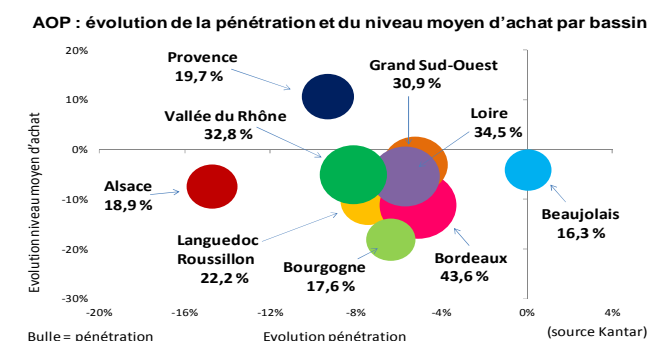 AOP : évolution de la pénétration et du niveau moyen d'achat par bassin
20%
10%
0%
-10%
-20%
-30%
Evolution niveau moyen d'achat
Provence
19,7 %
Grand Sud-Ouest
30,9 %
Vallée du Rhône
32,8 %
Loire
34,5 %
Alsace
18,9 %
Beaujolais
16,3 %
Languedoc
Roussillon
22,2 %
Bourgogne
17,6 %
Bordeaux
43,6 %
-20% -16% -12% -8% -4% 0% 4%
Bulle = pénétration Evolution pénétration (source Kantar)